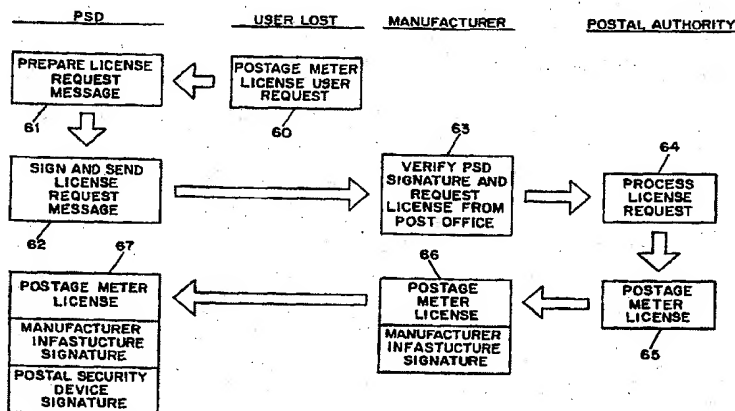 PSD
USER LOST
MANUFACTURER
POSTAL AUTHORITY
PREPARE LICENSE
REQUEST
MESSAGE
61
POSTAGE METER
LICENSE USER
REQUEST
60
SIGN AND SEND
LICENSE
REQUEST
MESSAGE
62
63
VERIFY PSD
SIGNATURE AND
REQUEST
LICENSE FROM
POST OFFICE
64
PROCESS
LICENSE
REQUEST
67
POSTAGE METER
LICENSE
MANUFACTURER
INFASTUCTURE
SIGNATURE
POSTAL SECURITY
DEVICE
SIGNATURE
66
POSTAGE
METER
LICENSE
MANUFACTURER
INFASTUCTURE
SIGNATURE
POSTAGE
METER
LICENSE
65